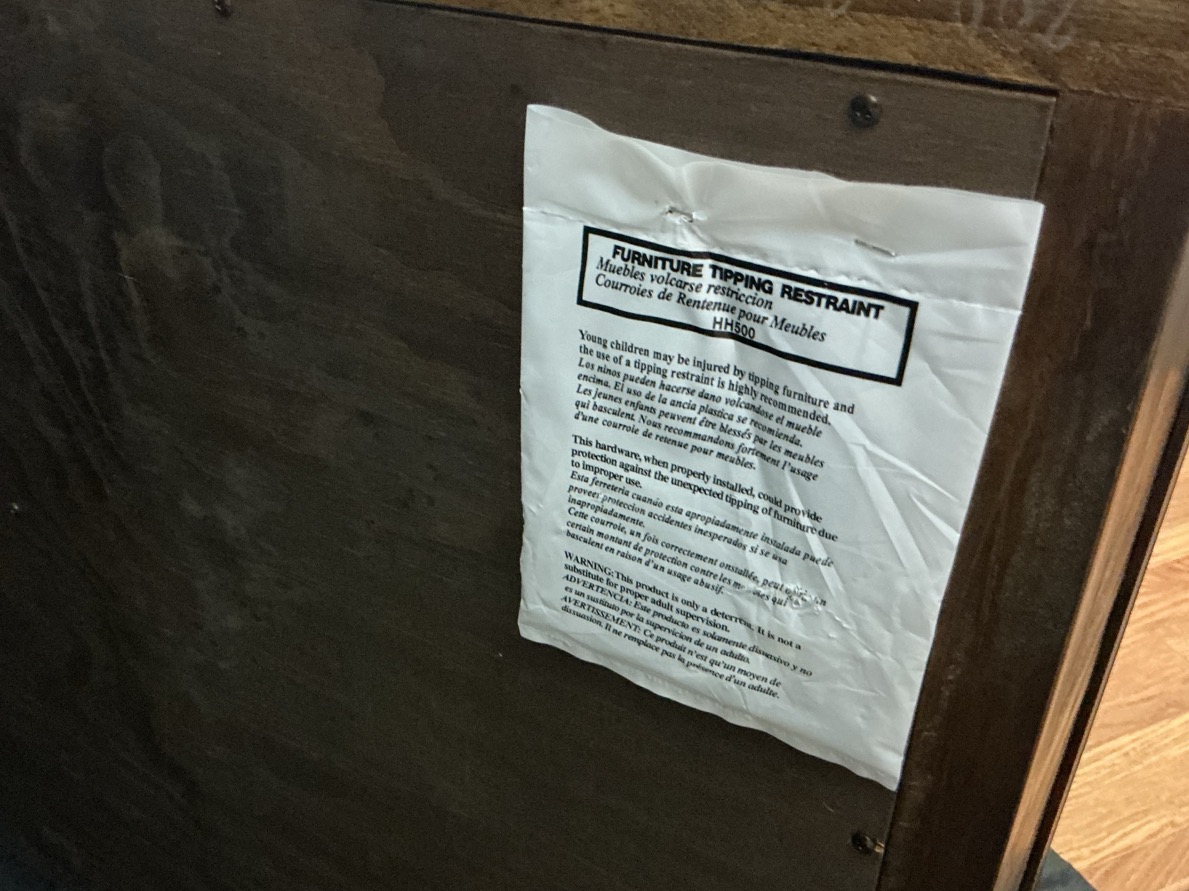 FURNITURE TIPPING RESTRAINT
Muebles volcarse restriccion
Courroies de Rentenue pour Meubles
HH500
Young children may be injured by tipping furniture and
the use of a tipping restraint is highly recommended.
Los ninos pueden hacerse dano volcandose el mueble
encima. El uso de la ancia plastica se recomienda.
Les jeunes enfants peuvent être blessés par les meubles
qui basculent. Nous recommandons fortement l'usage
d'une courroie de retenue pour meubles.
This hardware, when properly installed, could provide
protection against the unexpected tipping of furniture due
to improper use.
Esta ferreteria cuando esta apropiadamente instalada puede
proveer proteccion accidentes inesperados si se usa
inapropiadamente.
Cette courroie, un fois correctement onstallée, peut
certain montant de protection contre les qui
basculent en raison d'un usage abusif.
WARNING: This product is only a deterrent. It is not a
substitute for proper adult supervision.
ADVERTENCIA: Este producto es solamente disuasivo y no
es un sustituto por la supervicion de un adulto.
AVERTISSEMENT: Ce produit n'est qu'un moyen de
dissuasion. Il ne remplace pas la présence d'un adulte.